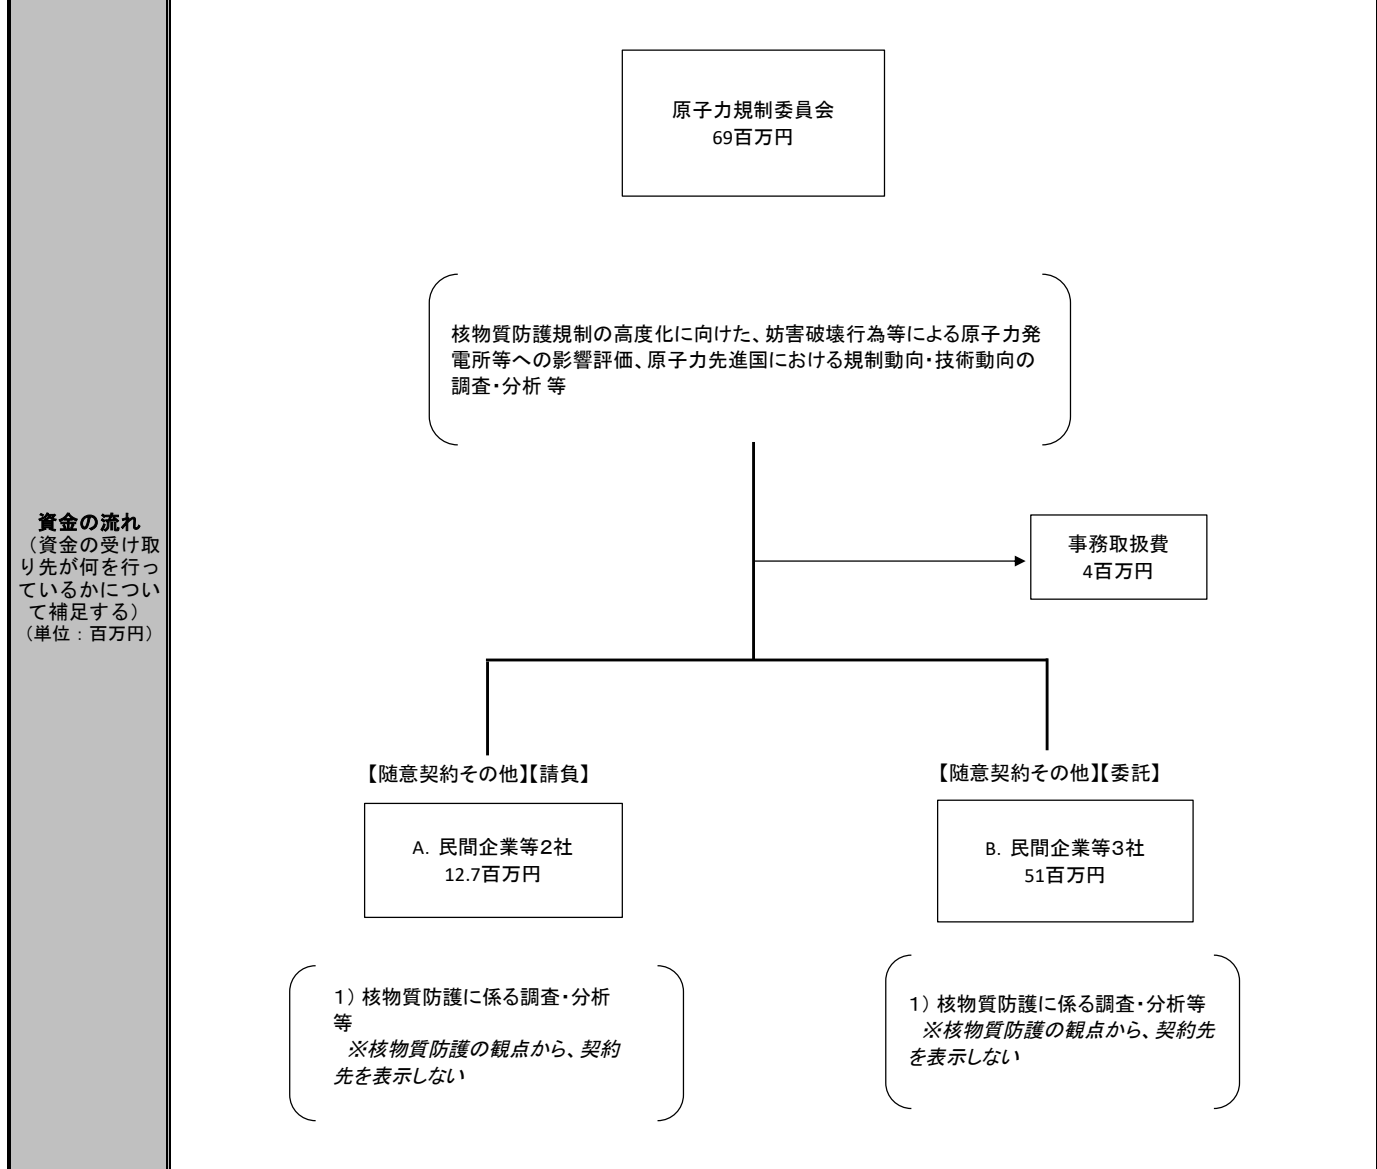 資金の流れ
（資金の受け取
り先が何を行っ
ているかについ
て補足する）
（単位：百万円）
原子力規制委員会
69百万円
核物質防護規制の高度化に向けた、妨害破壊行為等による原子力発
電所等への影響評価、原子力先進国における規制動向・技術動向の
調査・分析 等
事務取扱費
4百万円
【随意契約その他】【請負】
A. 民間企業等２社
12.7百万円
１）核物質防護に係る調査・分析
等
※核物質防護の観点から、契約
先を表示しない
【随意契約その他】【委託】
B. 民間企業等３社
51百万円
１）核物質防護に係る調査・分析等
※核物質防護の観点から、契約先
を表示しない